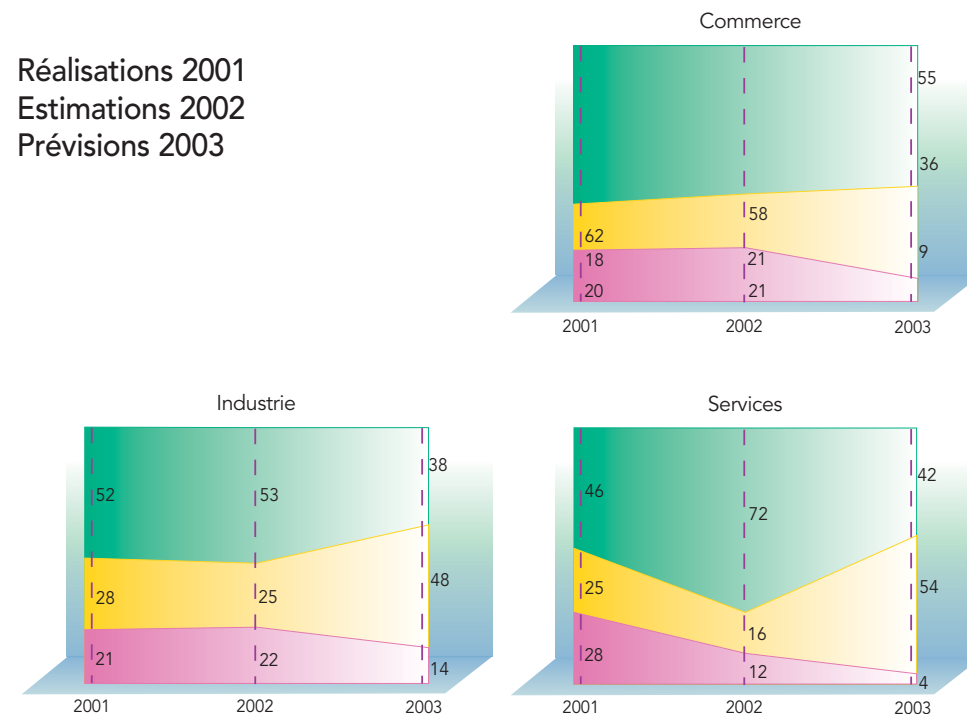 Commerce
Réalisations 2001
Estimations 2002
Prévisions 2003
55
36
58
62
18
21
9
20
21
2001 2002 2003
Industrie
38
52 53
48
28 25
21 22
14
2001 2002 2003
Services
42
46
72
25
54
16
28
12
4
2001 2002 2003